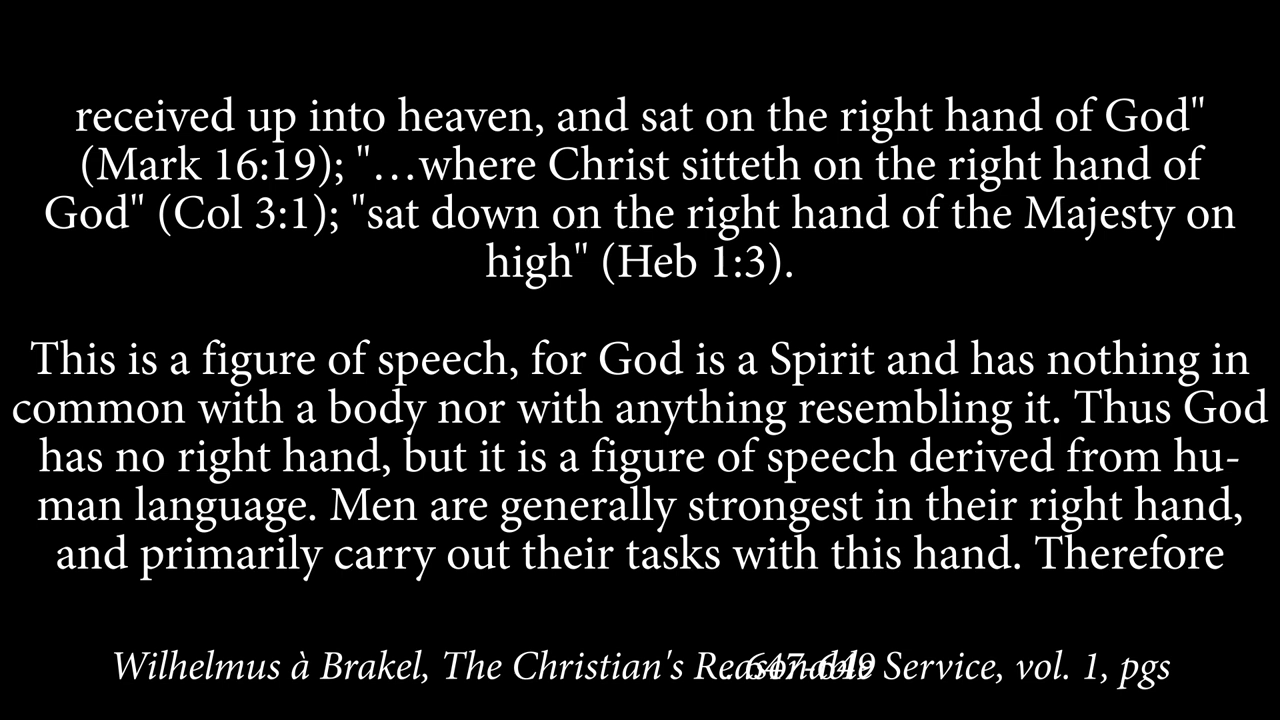 received up into heaven, and sat on the right hand of God"
(Mark 16:19); "…where Christ sitteth on the right hand of
God" (Col 3:1); "sat down on the right hand of the Majesty on
high" (Heb 1:3).
This is a figure of speech, for God is a Spirit and has nothing in
common with a body nor with anything resembling it. Thus God
has no right hand, but it is a figure of speech derived from hu-
man language. Men are generally strongest in their right hand,
and primarily carry out their tasks with this hand. Therefore
Wilhelmus à Brakel, The Christian's Reasonable Service, vol. 1, pgs
. 647-649